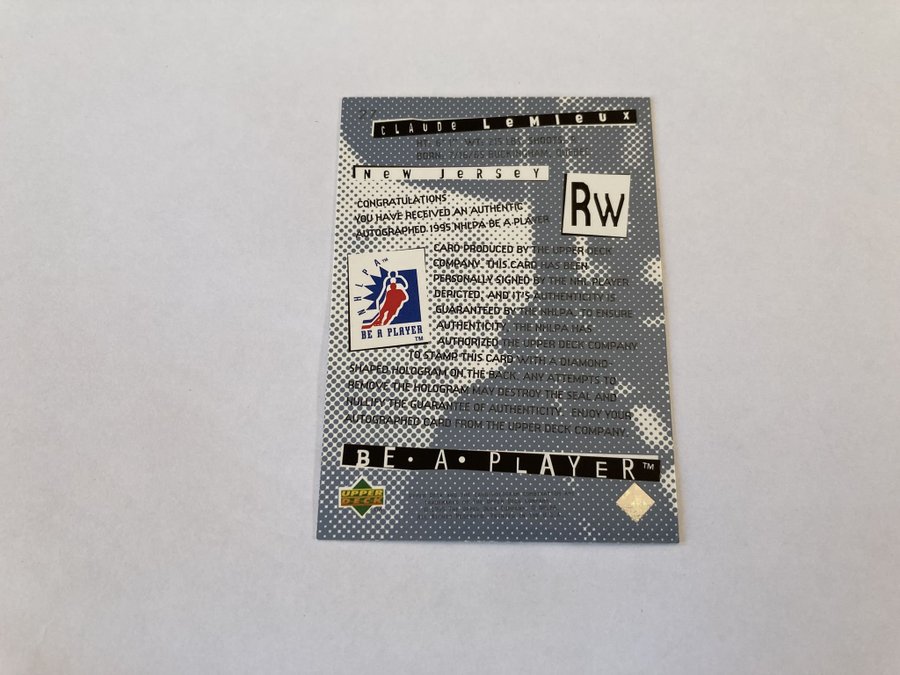 CLAUDe LeMIeUx
NeW JeRSeY
RW
CONGRATULATIONS
YOU HAVE RECEIVED AN AUTHENTIC
AUTOGRAPHED 1995 NHLPA BE A PLAYER
CARD PRODUCED BY THE UPPER DECK
COMPANY. THIS CARD HAS BEEN
PERSONALLY SIGNED BY THE NHL PLAYER
DEPICTED, AND IT'S AUTHENTICITY IS
GUARANTEED BY THE NHLPA. TO ENSURE
AUTHENTICITY, THE NHLPA HAS
AUTHORIZED THE UPPER DECK COMPANY
TO STAMP THIS CARD WITH A DIAMOND
SHAPED HOLOGRAM ON THE BACK. ANY ATTEMPTS TO
REMOVE THE HOLOGRAM MAY DESTROY THE SEAL AND
NULLIFY THE GUARANTEE OF AUTHENTICITY. ENJOY YOUR
AUTOGRAPHED CARD FROM THE UPPER DECK COMPANY.
NHLPA™
BE A PLAYER
™
BE • A • PLAYeR™
UPPER
DECK